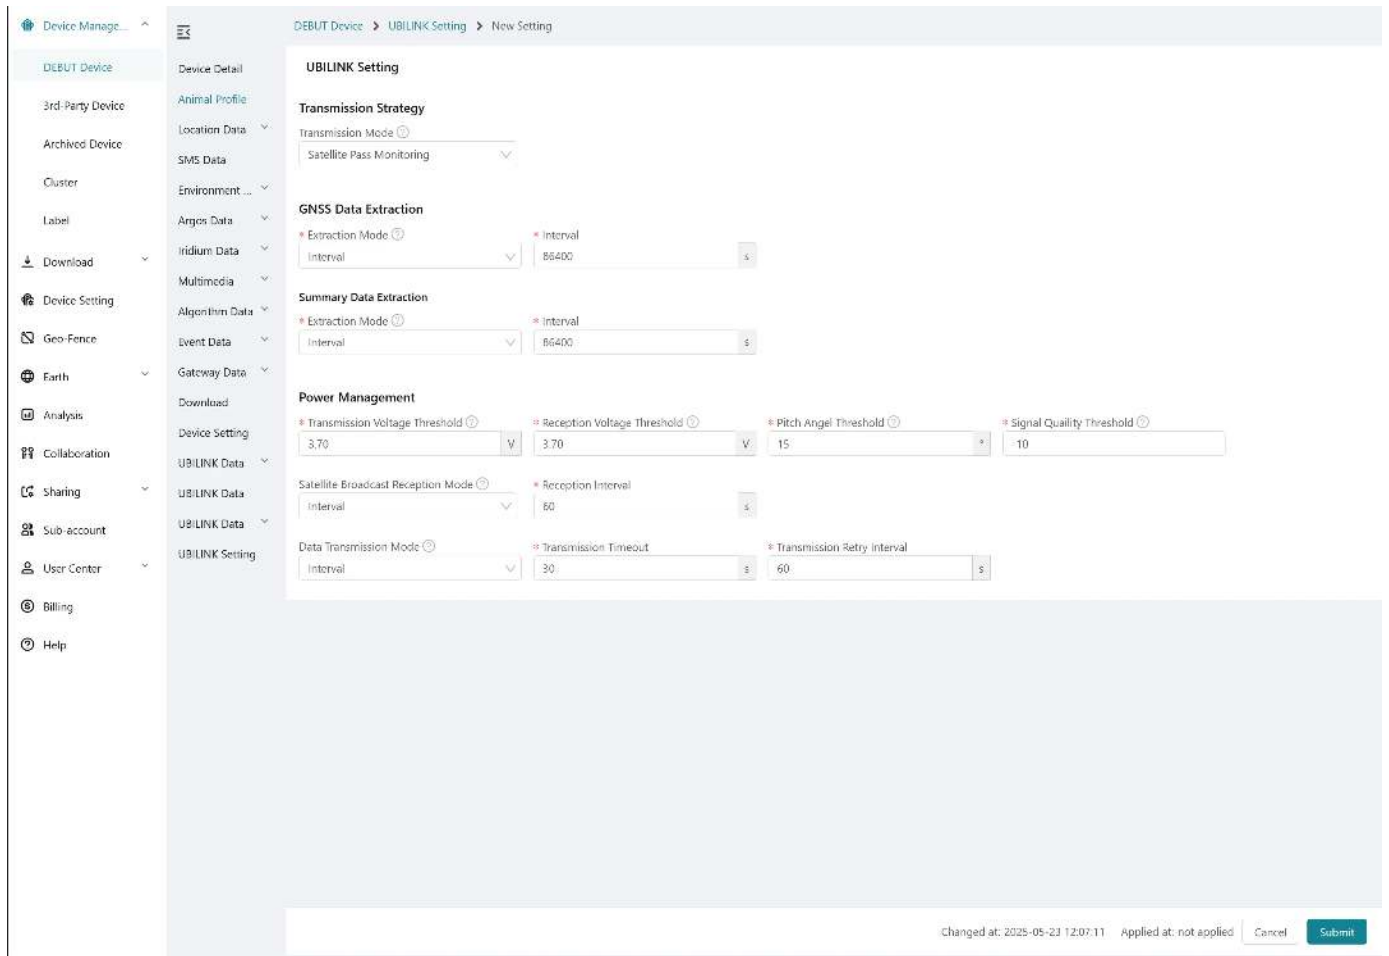 Device Manage...
DEBUT Device
3rd-Party Device
Archived Device
Cluster
Label
Download
Device Setting
Geo-Fence
Earth
Analysis
Collaboration
Sharing
Sub-account
User Center
Billing
Help
Device Detail
Animal Profile
Location Data
SMS Data
Environment ...
Argos Data
Iridium Data
Multimedia
Algorithm Data
Event Data
Gateway Data
Download
Device Setting
UBILINK Data
UBILINK Data
UBILINK Data
UBILINK Setting
DEBUT Device > UBILINK Setting > New Setting
UBILINK Setting
Transmission Strategy
Transmission Mode ?
Satellite Pass Monitoring
GNSS Data Extraction
* Extraction Mode ? * Interval
Interval 86400 s
Summary Data Extraction
* Extraction Mode ? * Interval
Interval 86400 s
Power Management
* Transmission Voltage Threshold ? * Reception Voltage Threshold ? * Pitch Angel Threshold ? * Signal Quaility Threshold ?
3.70 V 3.70 V 15 ° -10
Satellite Broadcast Reception Mode ? * Reception Interval
Interval 60 s
Data Transmission Mode ? * Transmission Timeout * Transmission Retry Interval
Interval 30 s 60 s
Changed at: 2025-05-23 12:07:11 Applied at: not applied Cancel Submit